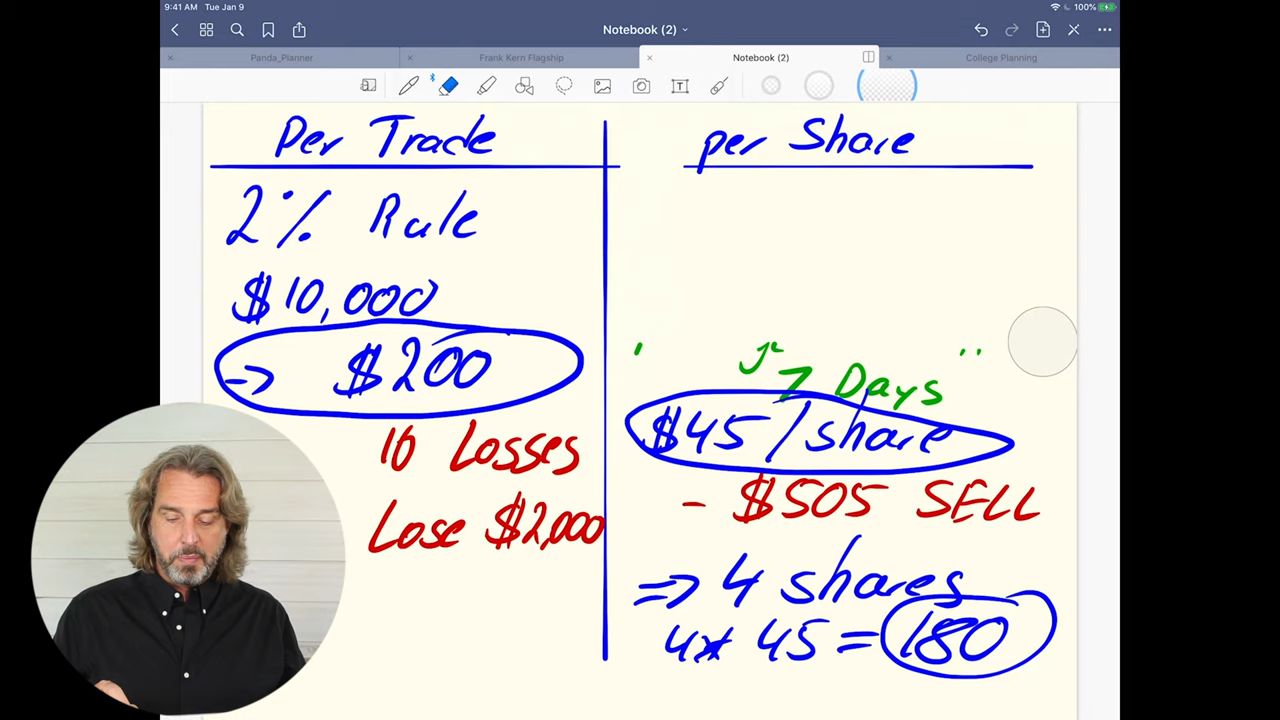 9:41 AM Tue Jan 9
100%
Notebook (2)
Panda_Planner
Frank Kern Flagship
Notebook (2)
College Planning
T
Per Trade
2% Rule
$10,000
=> $200
10 Losses
Lose $2,000
per Share
7 Days
$45 / share
- $505 SELL
=> 4 shares
4* 45 = 180